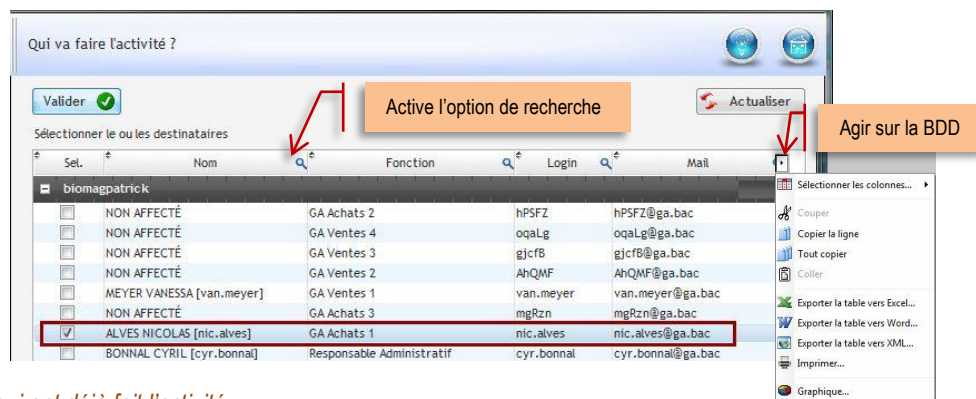 Qui va faire l'activité ?
Valider
Active l'option de recherche
Actualiser
Agir sur la BDD
Sélectionner le ou les destinataires
Sel. Nom Fonction Login Mail
biomagpatrick
NON AFFECTÉ GA Achats 2 hPSFZ hPSFZ@ga.bac
NON AFFECTÉ GA Ventes 4 oqaLg oqaLg@ga.bac
NON AFFECTÉ GA Ventes 3 gjcfB gjcfB@ga.bac
NON AFFECTÉ GA Ventes 2 AhQMF AhQMF@ga.bac
MEYER VANESSA [van.meyer] GA Ventes 1 van.meyer van.meyer@ga.bac
NON AFFECTÉ GA Achats 3 mgRzn mgRzn@ga.bac
ALVES NICOLAS [nic.alves] GA Achats 1 nic.alves nic.alves@ga.bac
BONNAL CYRIL [cyr.bonnal] Responsable Administratif cyr.bonnal cyr.bonnal@ga.bac
Sélectionner les colonnes...
Couper
Copier la ligne
Tout copier
Coller
Exporter la table vers Excel...
Exporter la table vers Word...
Exporter la table vers XML...
Imprimer...
Graphique...